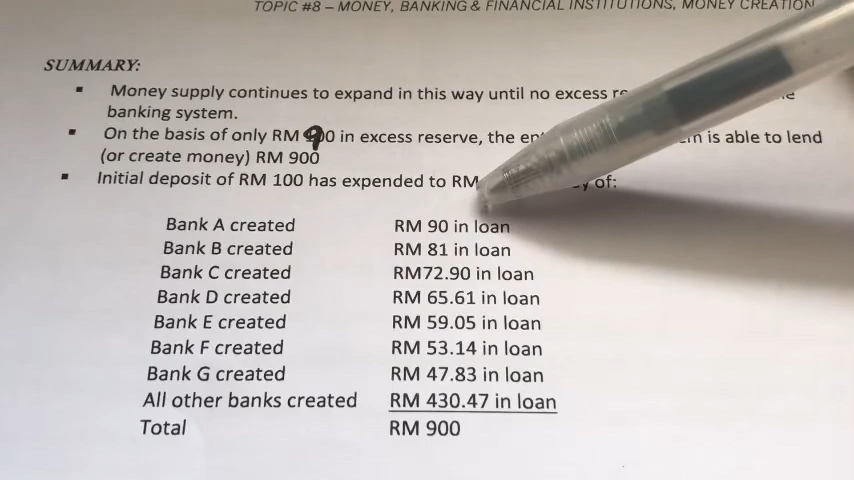 TOPIC #8 – MONEY, BANKING & FINANCIAL INSTITUTIONS, MONEY CREATION
SUMMARY:
▪ Money supply continues to expand in this way until no excess
banking system.
▪ On the basis of only RM 90 in excess reserve, the is able to lend
(or create money) RM 900
▪ Initial deposit of RM 100 has expended to RM of:
Bank A created RM 90 in loan
Bank B created RM 81 in loan
Bank C created RM72.90 in loan
Bank D created RM 65.61 in loan
Bank E created RM 59.05 in loan
Bank F created RM 53.14 in loan
Bank G created RM 47.83 in loan
All other banks created RM 430.47 in loan
Total RM 900